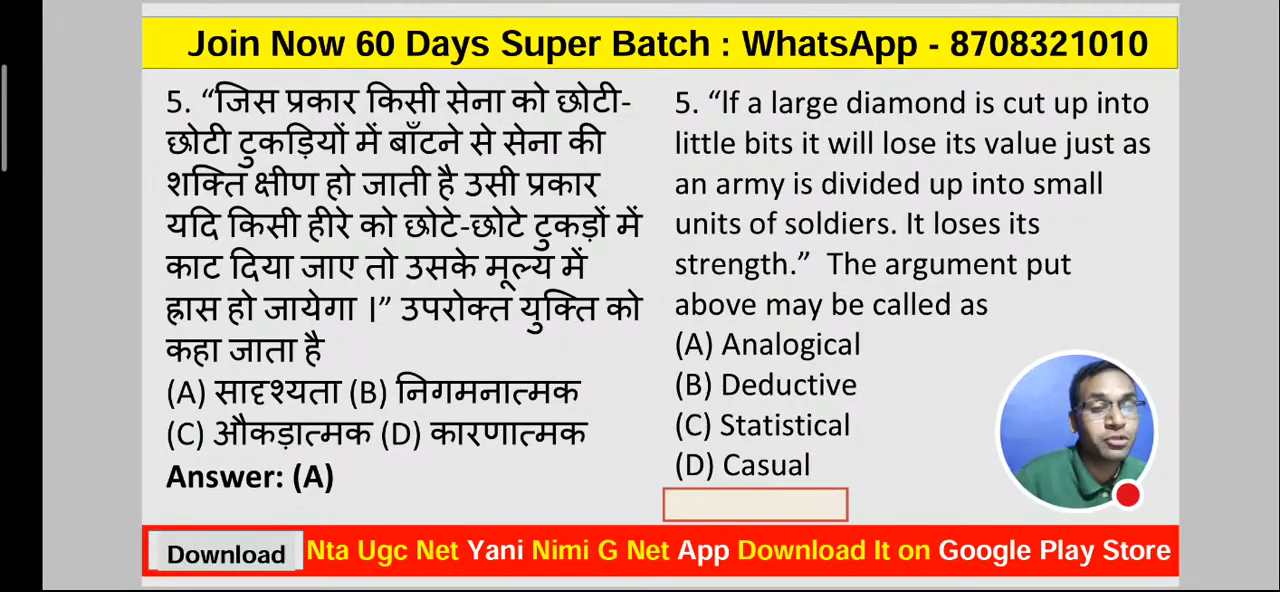 Join Now 60 Days Super Batch : WhatsApp - 8708321010
5. “जिस प्रकार किसी सेना को छोटी-
छोटी टुकड़ियों में बाँटने से सेना की
शक्ति क्षीण हो जाती है उसी प्रकार
यदि किसी हीरे को छोटे-छोटे टुकड़ों में
काट दिया जाए तो उसके मूल्य में
ह्रास हो जायेगा ।” उपरोक्त युक्ति को
कहा जाता है
(A) सादृश्यता (B) निगमनात्मक
(C) औकड़ात्मक (D) कारणात्मक
Answer: (A)
5. “If a large diamond is cut up into
little bits it will lose its value just as
an army is divided up into small
units of soldiers. It loses its
strength.” The argument put
above may be called as
(A) Analogical
(B) Deductive
(C) Statistical
(D) Casual
Download Nta Ugc Net Yani Nimi G Net App Download It on Google Play Store